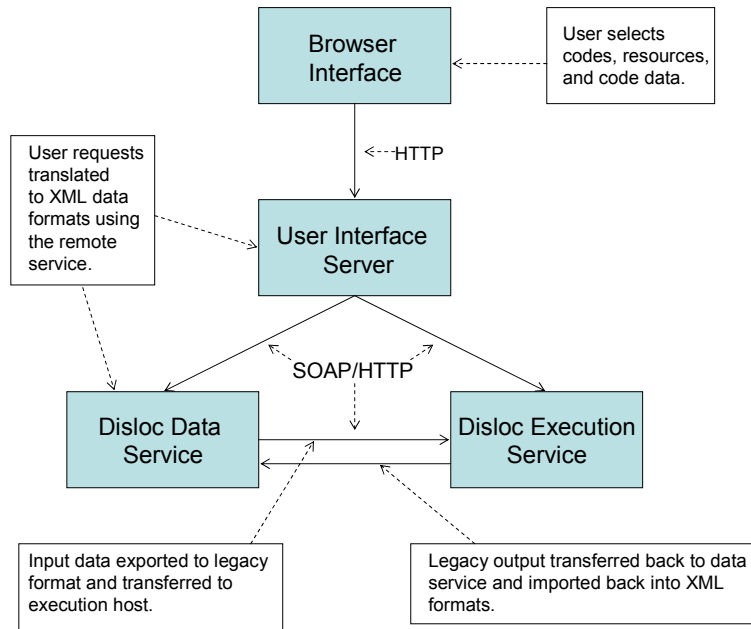 Browser
Interface
User selects
codes, resources,
and code data.
HTTP
User requests
translated
to XML data
formats using
the remote
service.
User Interface
Server
SOAP/HTTP
Disloc Data
Service
Disloc Execution
Service
Input data exported to legacy
format and transferred to
execution host.
Legacy output transferred back to data
service and imported back into XML
formats.